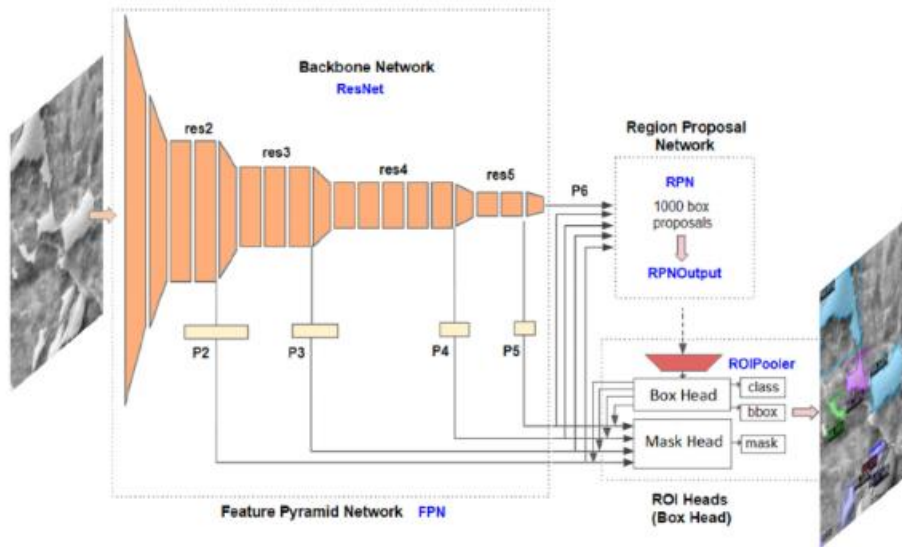 Backbone Network
ResNet
res2
res3
res4
res5
P6
P2
P3
P4
P5
Feature Pyramid Network FPN
Region Proposal
Network
RPN
1000 box
proposals
RPNOutput
ROIPooler
Box Head
class
bbox
Mask Head
mask
ROI Heads
(Box Head)